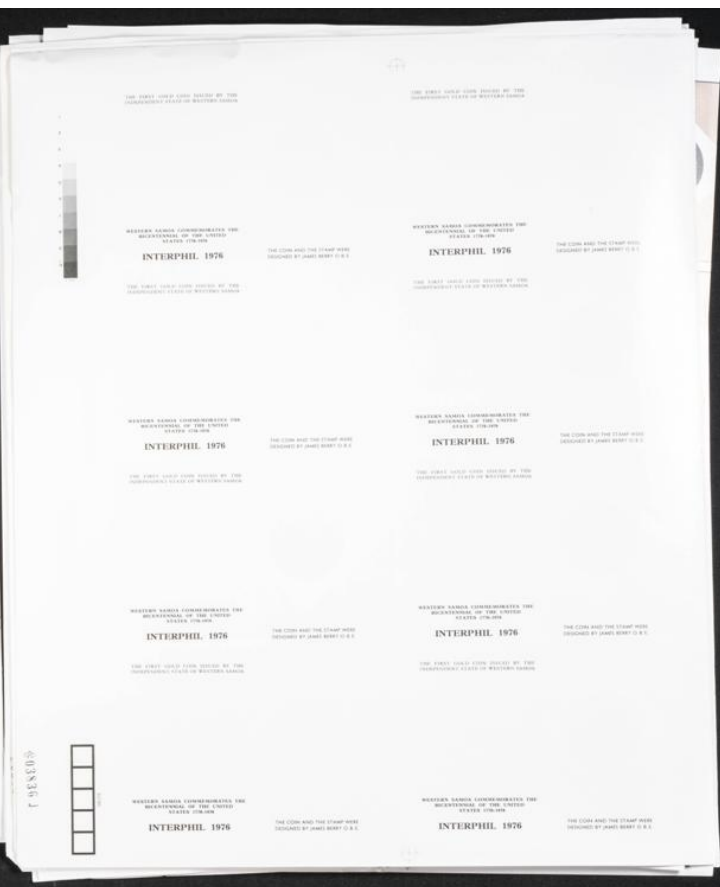 THE FIRST GOLD COIN ISSUED BY THE
INDEPENDENT STATE OF WESTERN SAMOA
WESTERN SAMOA COMMEMORATES THE
BICENTENNIAL OF THE UNITED
STATES 1776-1976
INTERPHIL 1976
THE COIN AND THE STAMP WERE
DESIGNED BY JAMES BERRY O.B.E.
THE FIRST GOLD COIN ISSUED BY THE
INDEPENDENT STATE OF WESTERN SAMOA
WESTERN SAMOA COMMEMORATES THE
BICENTENNIAL OF THE UNITED
STATES 1776-1976
INTERPHIL 1976
THE COIN AND THE STAMP WERE
DESIGNED BY JAMES BERRY O.B.E.
THE FIRST GOLD COIN ISSUED BY THE
INDEPENDENT STATE OF WESTERN SAMOA
WESTERN SAMOA COMMEMORATES THE
BICENTENNIAL OF THE UNITED
STATES 1776-1976
INTERPHIL 1976
THE COIN AND THE STAMP WERE
DESIGNED BY JAMES BERRY O.B.E.
THE FIRST GOLD COIN ISSUED BY THE
INDEPENDENT STATE OF WESTERN SAMOA
WESTERN SAMOA COMMEMORATES THE
BICENTENNIAL OF THE UNITED
STATES 1776-1976
INTERPHIL 1976
THE COIN AND THE STAMP WERE
DESIGNED BY JAMES BERRY O.B.E.
THE FIRST GOLD COIN ISSUED BY THE
INDEPENDENT STATE OF WESTERN SAMOA
WESTERN SAMOA COMMEMORATES THE
BICENTENNIAL OF THE UNITED
STATES 1776-1976
INTERPHIL 1976
THE COIN AND THE STAMP WERE
DESIGNED BY JAMES BERRY O.B.E.
THE FIRST GOLD COIN ISSUED BY THE
INDEPENDENT STATE OF WESTERN SAMOA
WESTERN SAMOA COMMEMORATES THE
BICENTENNIAL OF THE UNITED
STATES 1776-1976
INTERPHIL 1976
THE COIN AND THE STAMP WERE
DESIGNED BY JAMES BERRY O.B.E.
THE FIRST GOLD COIN ISSUED BY THE
INDEPENDENT STATE OF WESTERN SAMOA
WESTERN SAMOA COMMEMORATES THE
BICENTENNIAL OF THE UNITED
STATES 1776-1976
INTERPHIL 1976
THE COIN AND THE STAMP WERE
DESIGNED BY JAMES BERRY O.B.E.
THE FIRST GOLD COIN ISSUED BY THE
INDEPENDENT STATE OF WESTERN SAMOA
WESTERN SAMOA COMMEMORATES THE
BICENTENNIAL OF THE UNITED
STATES 1776-1976
INTERPHIL 1976
THE COIN AND THE STAMP WERE
DESIGNED BY JAMES BERRY O.B.E.